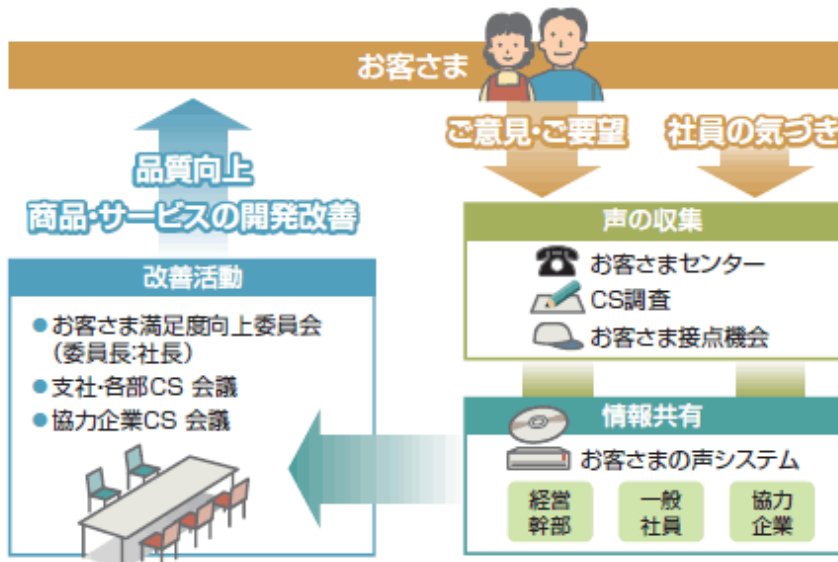 お客さま
ご意見・ご要望
社員の気づき
品質向上
商品・サービスの開発改善
声の収集
お客さまセンター
CS調査
お客さま接点機会
改善活動
●お客さま満足度向上委員会
（委員長:社長）
●支社・各部CS 会議
●協力企業CS 会議
情報共有
お客さまの声システム
経営
幹部
一般
社員
協力
企業